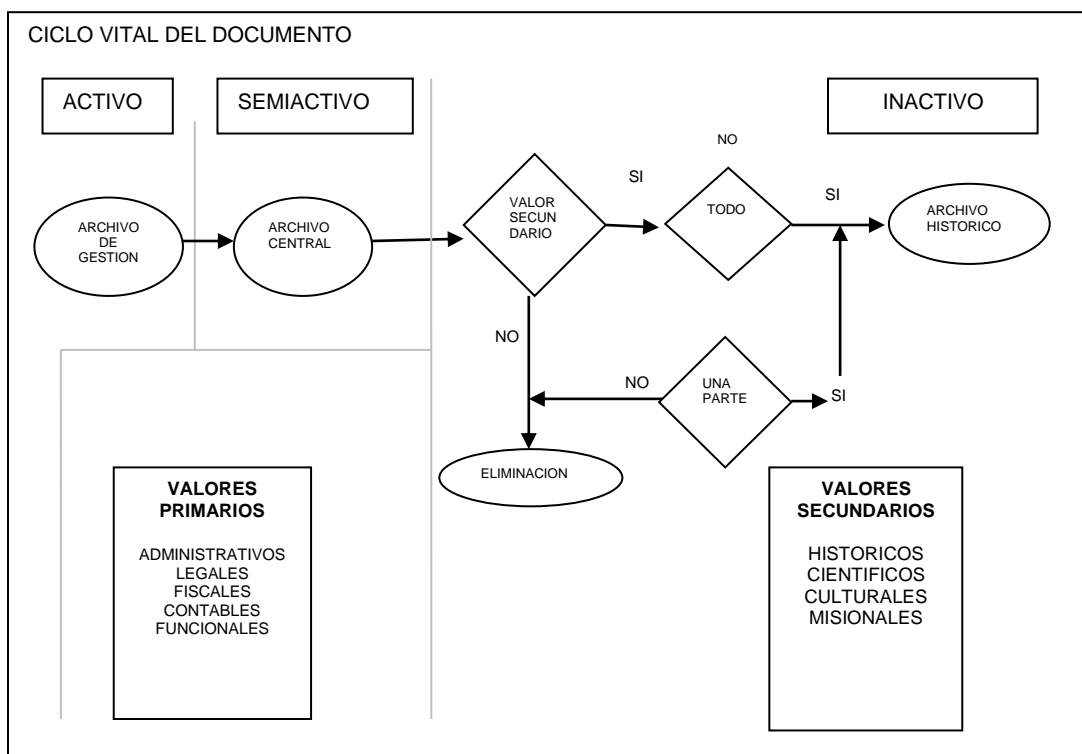 CICLO VITAL DEL DOCUMENTO
ACTIVO
SEMIACTIVO
INACTIVO
NO
SI
SI
ARCHIVO
DE
GESTION
ARCHIVO
CENTRAL
VALOR
SECUN
DARIO
TODO
ARCHIVO
HISTORICO
NO
NO
UNA
PARTE
SI
ELIMINACION
VALORES
PRIMARIOS
ADMINISTRATIVOS
LEGALES
FISCALES
CONTABLES
FUNCIONALES
VALORES
SECUNDARIOS
HISTORICOS
CIENTIFICOS
CULTURALES
MISIONALES